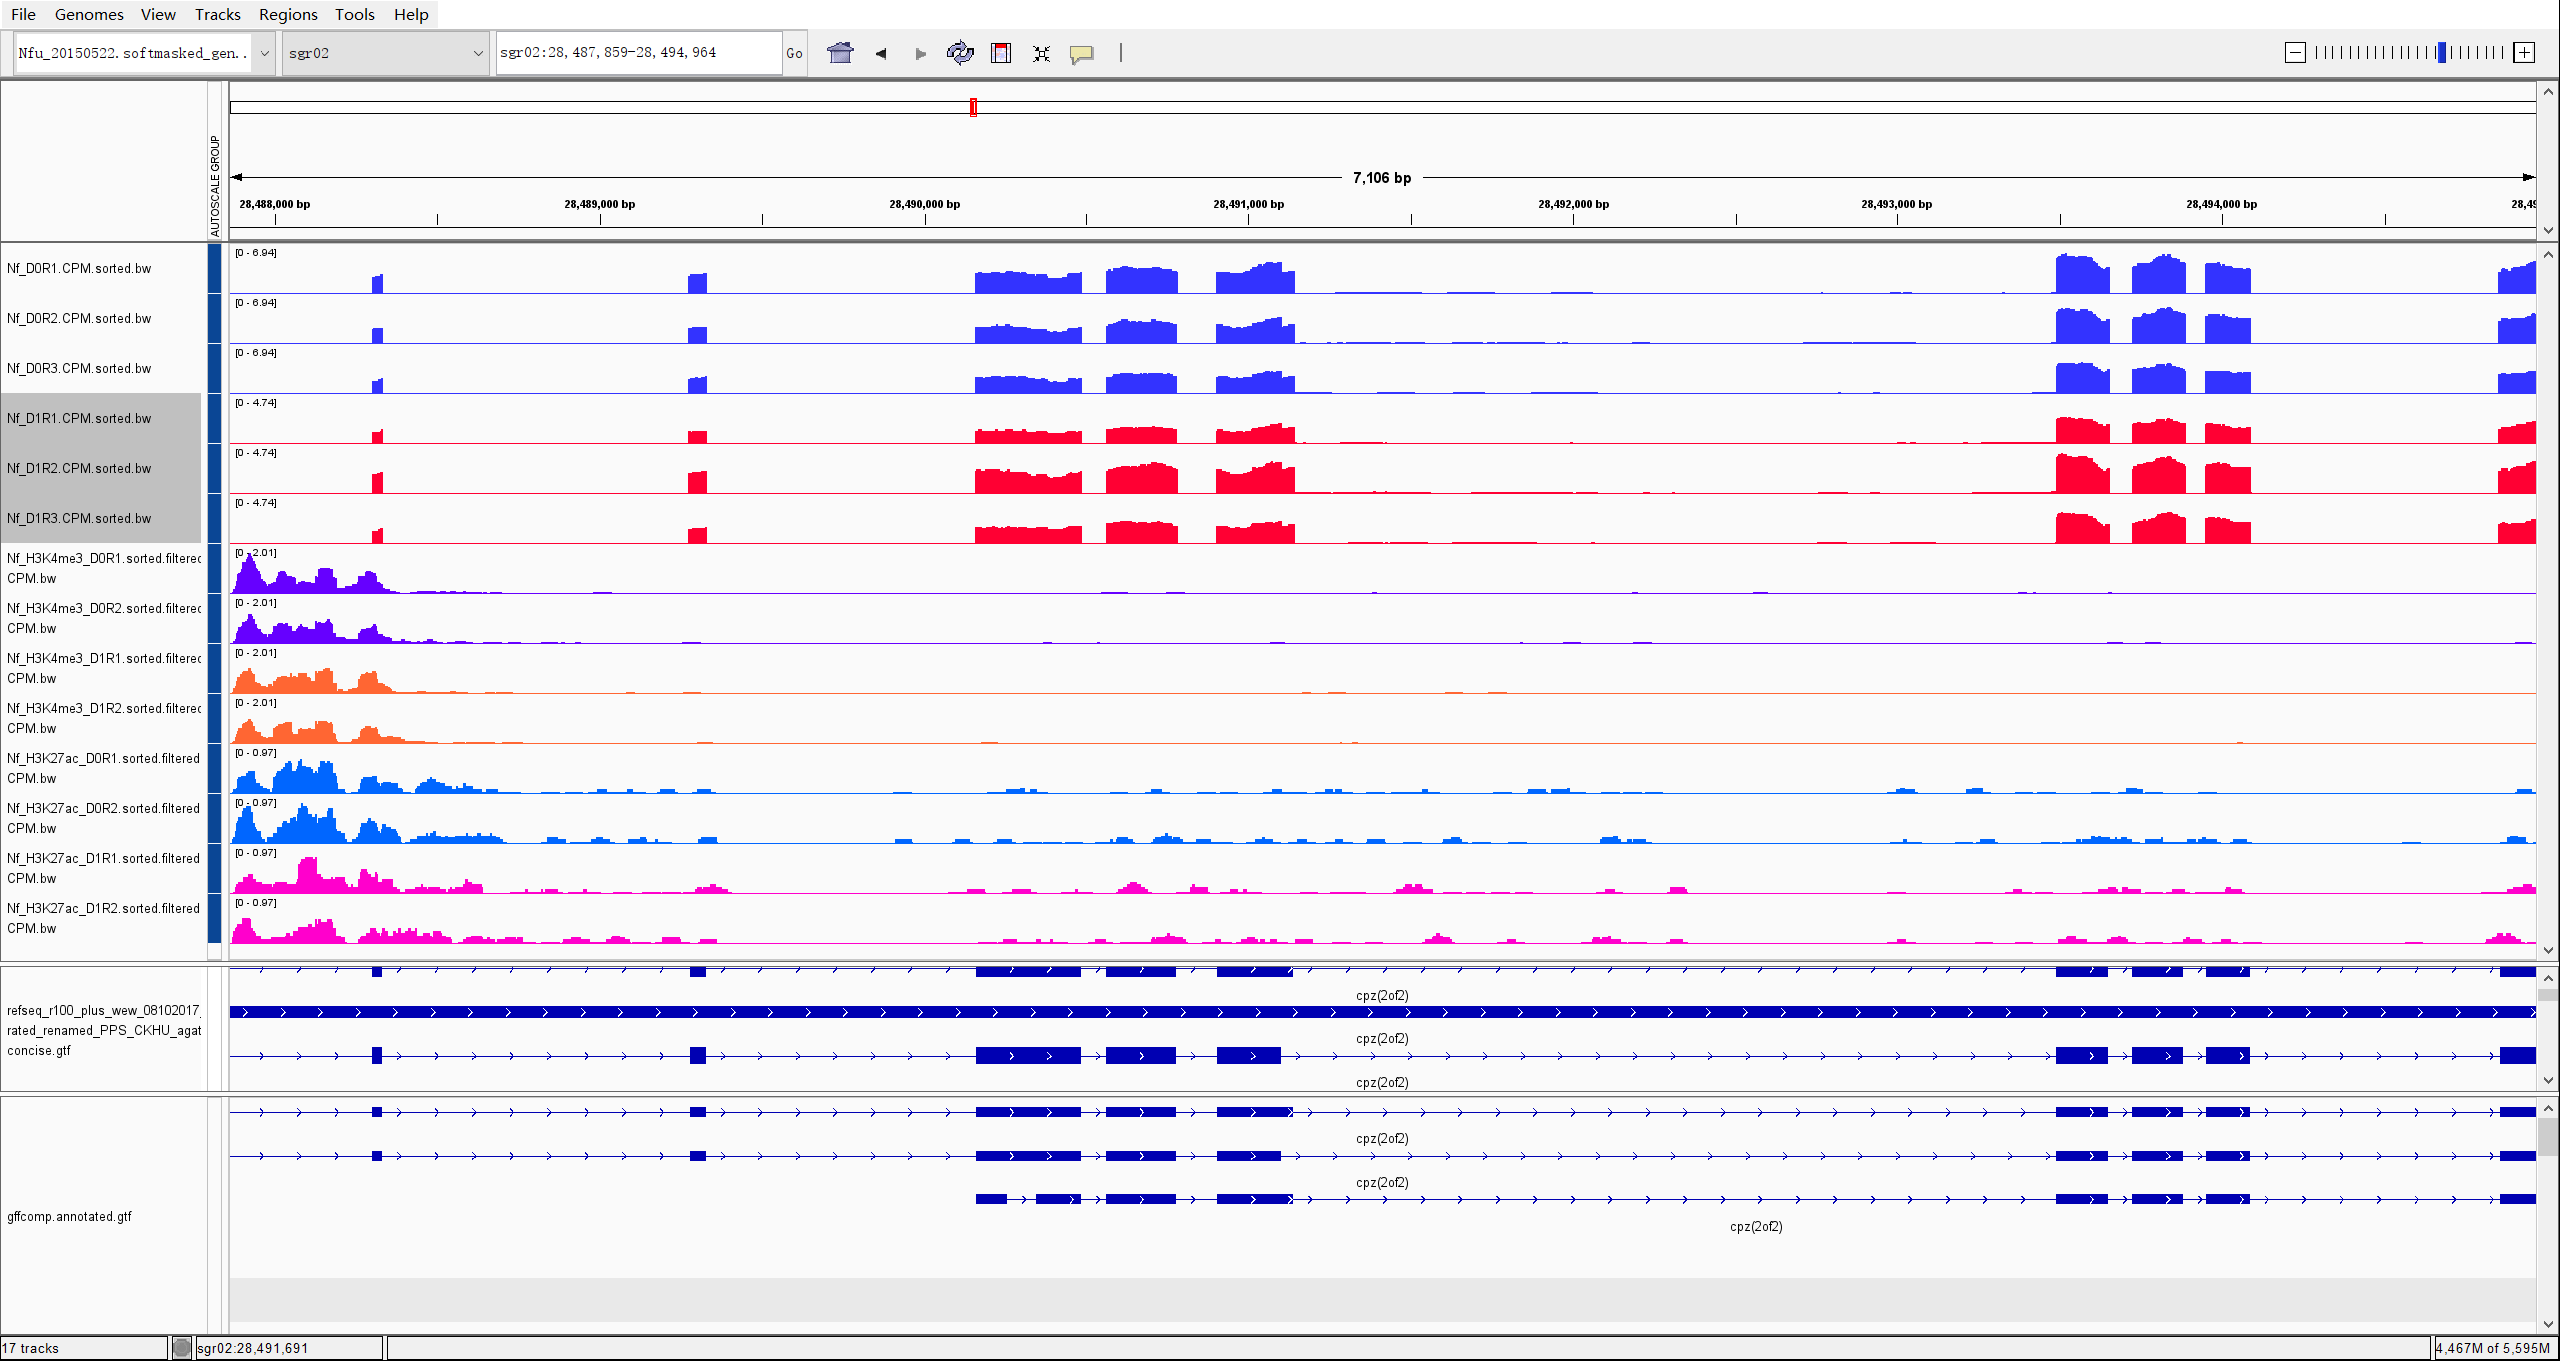 File Genomes View Tracks Regions Tools Help
Nfu_20150522.softmasked_gen.. sgr02 sgr02:28,487,859-28,494,964 Go
AUTOSCALE GROUP
7,106 bp
28,488,000 bp 28,489,000 bp 28,490,000 bp 28,491,000 bp 28,492,000 bp 28,493,000 bp 28,494,000 bp 28,49
[0 - 6.94]
Nf_D0R1.CPM.sorted.bw
[0 - 6.94]
Nf_D0R2.CPM.sorted.bw
[0 - 6.94]
Nf_D0R3.CPM.sorted.bw
[0 - 4.74]
Nf_D1R1.CPM.sorted.bw
[0 - 4.74]
Nf_D1R2.CPM.sorted.bw
[0 - 4.74]
Nf_D1R3.CPM.sorted.bw
[0 - 2.01]
Nf_H3K4me3_D0R1.sorted.filtered
CPM.bw
[0 - 2.01]
Nf_H3K4me3_D0R2.sorted.filtered
CPM.bw
[0 - 2.01]
Nf_H3K4me3_D1R1.sorted.filtered
CPM.bw
[0 - 2.01]
Nf_H3K4me3_D1R2.sorted.filtered
CPM.bw
[0 - 0.97]
Nf_H3K27ac_D0R1.sorted.filtered
CPM.bw
[0 - 0.97]
Nf_H3K27ac_D0R2.sorted.filtered
CPM.bw
[0 - 0.97]
Nf_H3K27ac_D1R1.sorted.filtered
CPM.bw
[0 - 0.97]
Nf_H3K27ac_D1R2.sorted.filtered
CPM.bw
cpz(2of2)
refseq_r100_plus_wew_08102017_
rated_renamed_PPS_CKHU_agat
cpz(2of2)
concise.gtf
cpz(2of2)
cpz(2of2)
cpz(2of2)
gffcomp.annotated.gtf
cpz(2of2)
17 tracks sgr02:28,491,691 4,467M of 5,595M